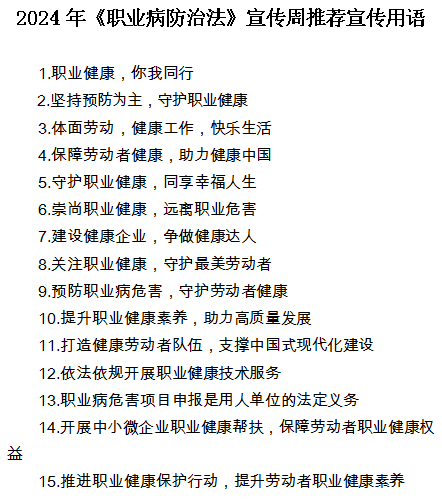 2024 年《职业病防治法》宣传周推荐宣传用语
1.职业健康，你我同行
2.坚持预防为主，守护职业健康
3.体面劳动，健康工作，快乐生活
4.保障劳动者健康，助力健康中国
5.守护职业健康，同享幸福人生
6.崇尚职业健康，远离职业危害
7.建设健康企业，争做健康达人
8.关注职业健康，守护最美劳动者
9.预防职业病危害，守护劳动者健康
10.提升职业健康素养，助力高质量发展
11.打造健康劳动者队伍，支撑中国式现代化建设
12.依法依规开展职业健康技术服务
13.职业病危害项目申报是用人单位的法定义务
14.开展中小微企业职业健康帮扶，保障劳动者职业健康权
益
15.推进职业健康保护行动，提升劳动者职业健康素养